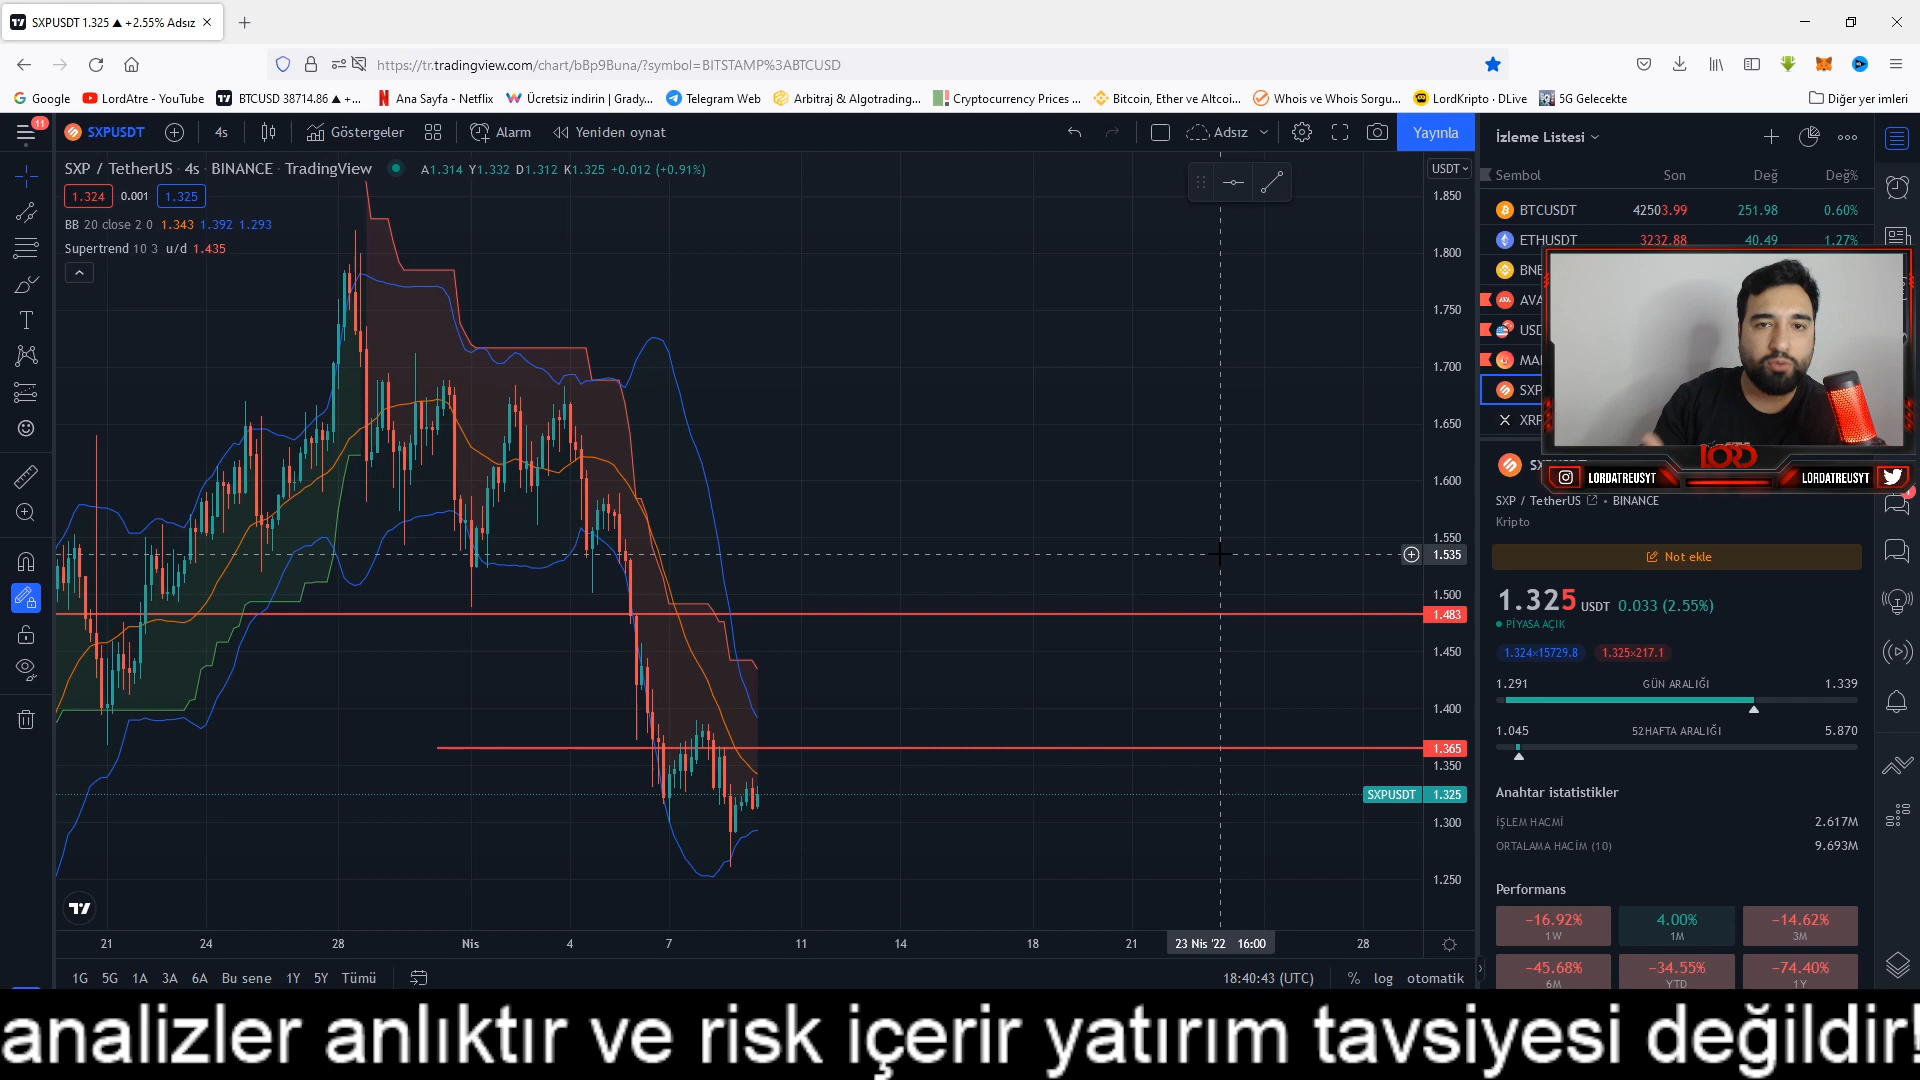 SXPUSDT 1.325 ▲ +2.55% Adsız
https://tr.tradingview.com/chart/bBp9Buna/?symbol=BITSTAMP%3ABTCUSD
Google LordAtre - YouTube BTCUSD 38714.86 ▲ +... Ana Sayfa - Netflix Ücretsiz indirin | Grady... Telegram Web Arbitraj & Algotrading... Cryptocurrency Prices ... Bitcoin, Ether ve Altcoi... Whois ve Whois Sorgu... LordKripto · DLive 5G Gelecekte Diğer yer imleri
11 SXPUSDT 4s Göstergeler Alarm Yeniden oynat Adsız Yayınla İzleme Listesi
SXP / TetherUS · 4s · BINANCE · TradingView A1.314 Y1.332 D1.312 K1.325 +0.012 (+0.91%) USDT
1.324 0.001 1.325
BB 20 close 2 0 1.343 1.392 1.293
Supertrend 10 3 u/d 1.435
1.850
1.800
1.750
1.700
1.650
1.600
1.550
1.535
1.500
1.483
1.450
1.400
1.365
1.350
SXPUSDT 1.325
1.300
1.250
21 24 28 Nis 4 7 11 14 18 21 23 Nis '22 16:00 28
1G 5G 1A 3A 6A Bu sene 1Y 5Y Tümü 18:40:43 (UTC) % log otomatik
Sembol Son Değ Değ%
BTCUSDT 42503.99 251.98 0.60%
ETHUSDT 3232.88 40.49 1.27%
BNE
AVA
USD
MA
SXP
XRF
LORD
LORDATREUSYT LORDATREUSYT
SXP / TetherUS • BINANCE
Kripto
Not ekle
1.325 USDT 0.033 (2.55%)
PİYASA AÇIK
1.324×15729.8 1.325×217.1
1.291 GÜN ARALIĞI 1.339
1.045 52HAFTA ARALIĞI 5.870
Anahtar istatistikler
İŞLEM HACMİ 2.617M
ORTALAMA HACİM (10) 9.693M
Performans
−16.92% 4.00% −14.62%
1W 1M 3M
−45.68% −34.55% −74.40%
6M YTD 1Y
analizler anlıktır ve risk içerir yatırım tavsiyesi değildir!